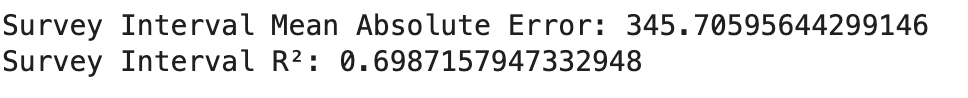 Survey Interval Mean Absolute Error: 345.70595644299146
Survey Interval R²: 0.6987157947332948